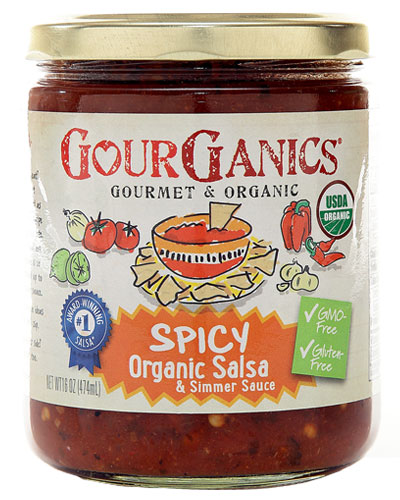 GOURGANICS®
GOURMET & ORGANIC
USDA
ORGANIC
AWARD-WINNING
#1
SALSA*
SPICY
Organic Salsa
& Simmer Sauce
✓GMO-
Free
✓Gluten-
Free
NET WT 16 OZ (474mL)